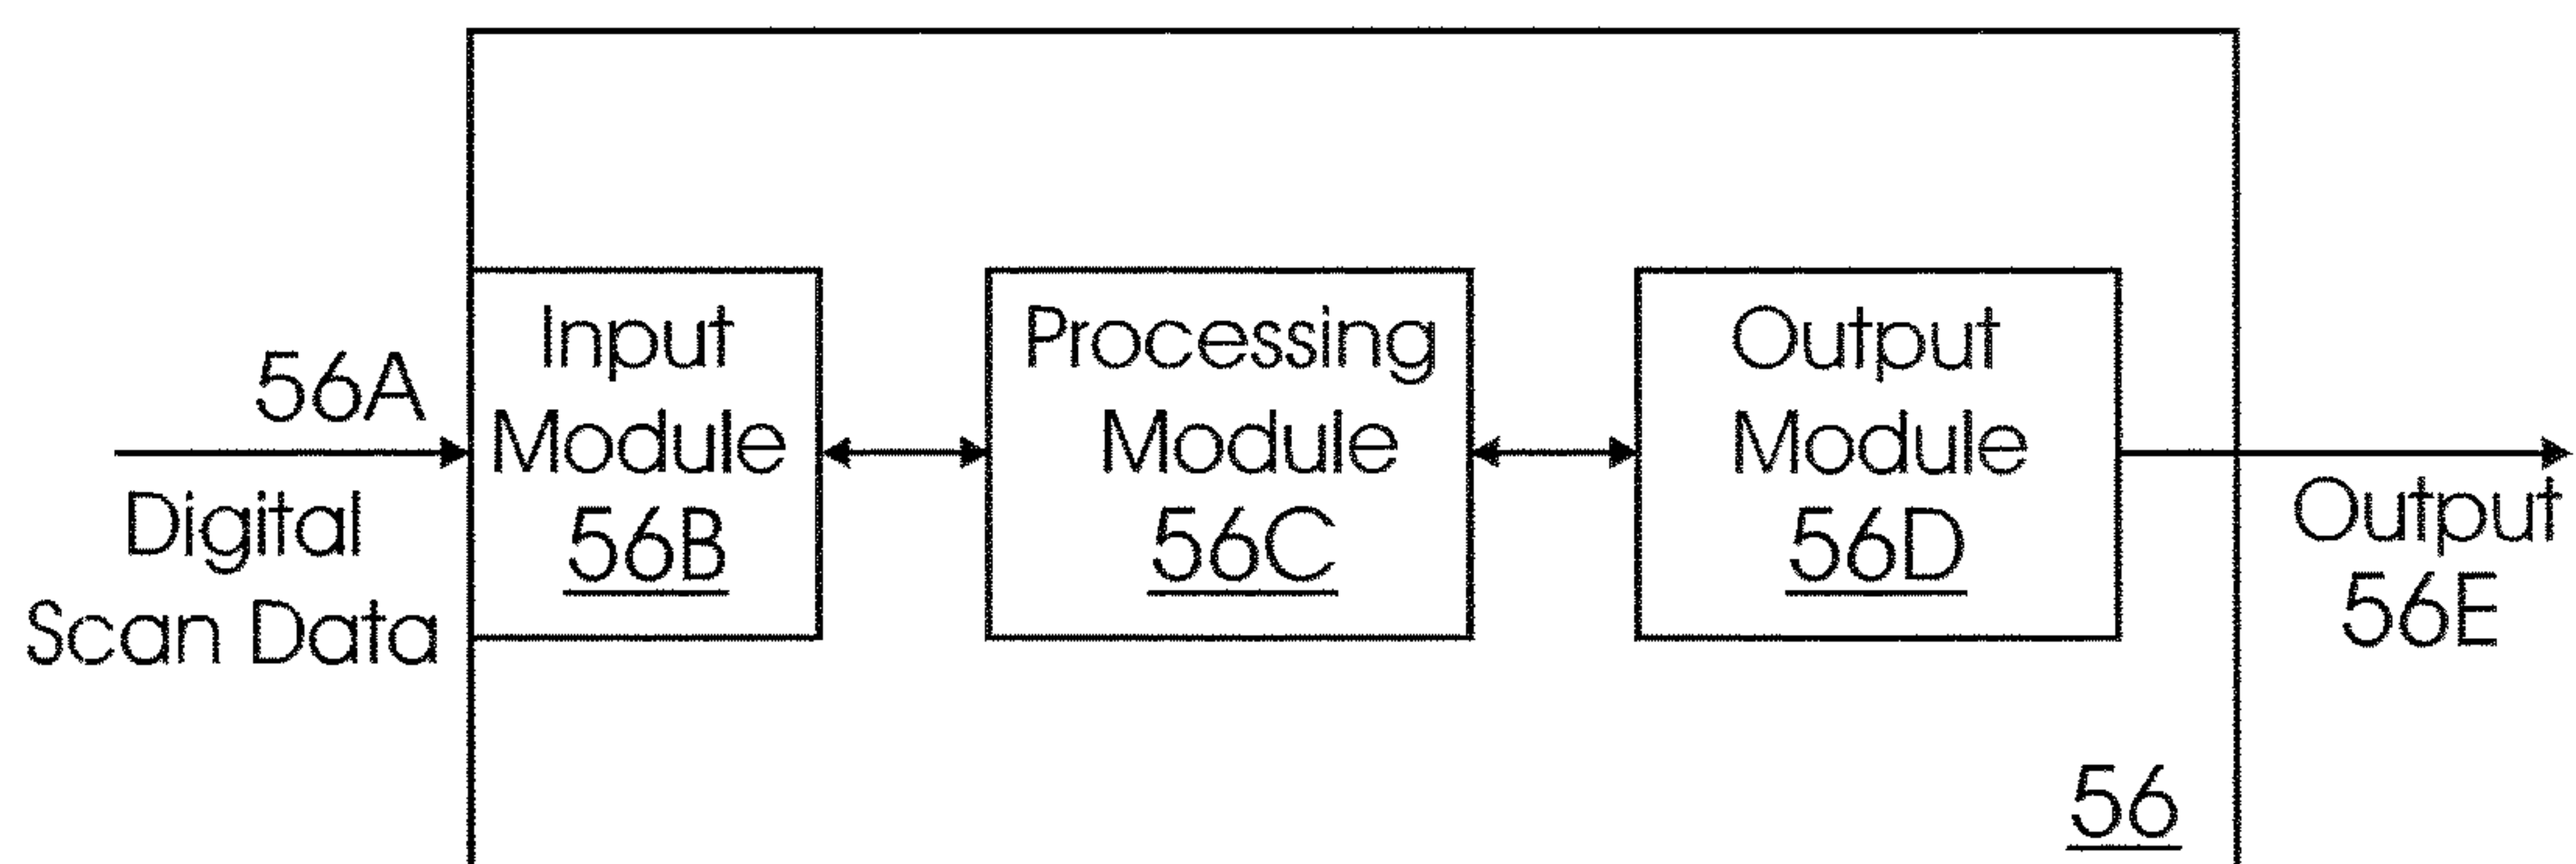 56A
Digital
Scan Data
Input
Module
56B
Processing
Module
56C
Output
Module
56D
Output
56E
56